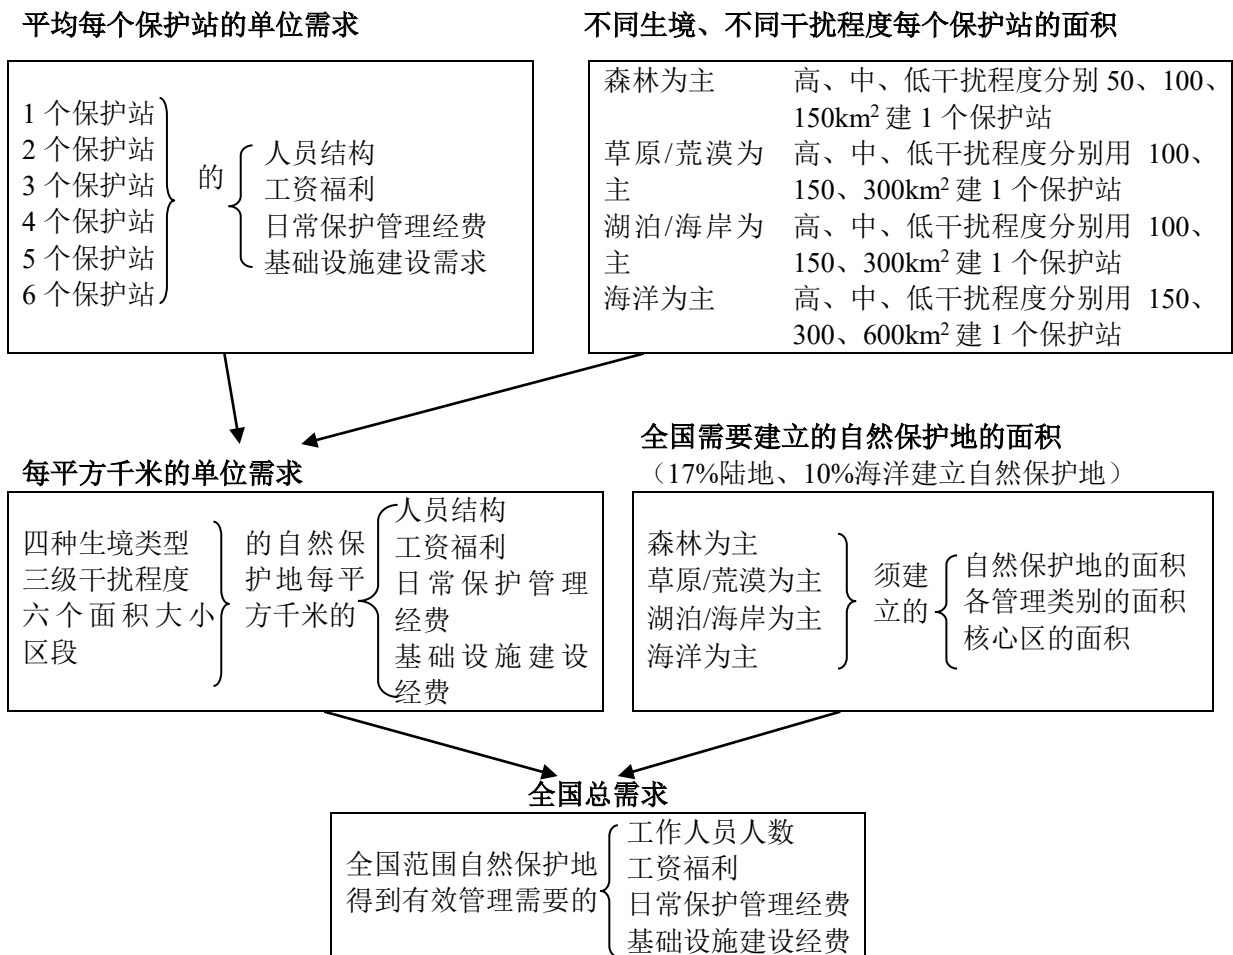 平均每个保护站的单位需求
1 个保护站
2 个保护站
3 个保护站
4 个保护站
5 个保护站
6 个保护站
的
人员结构
工资福利
日常保护管理经费
基础设施建设需求
不同生境、不同干扰程度每个保护站的面积
森林为主
高、中、低干扰程度分别 50、100、
150km² 建 1 个保护站
草原/荒漠为
主
高、中、低干扰程度分别用 100、
150、300km² 建 1 个保护站
湖泊/海岸为
主
高、中、低干扰程度分别用 100、
150、300km² 建 1 个保护站
海洋为主
高、中、低干扰程度分别用 150、
300、600km² 建 1 个保护站
每平方千米的单位需求
四种生境类型
三级干扰程度
六个面积大小
区段
的自然保
护地每平
方千米的
人员结构
工资福利
日常保护管理
经费
基础设施建设
经费
全国需要建立的自然保护地的面积
（17%陆地、10%海洋建立自然保护地）
森林为主
草原/荒漠为主
湖泊/海岸为主
海洋为主
须建
立的
自然保护地的面积
各管理类别的面积
核心区的面积
全国总需求
全国范围自然保护地
得到有效管理需要的
工作人员人数
工资福利
日常保护管理经费
基础设施建设经费